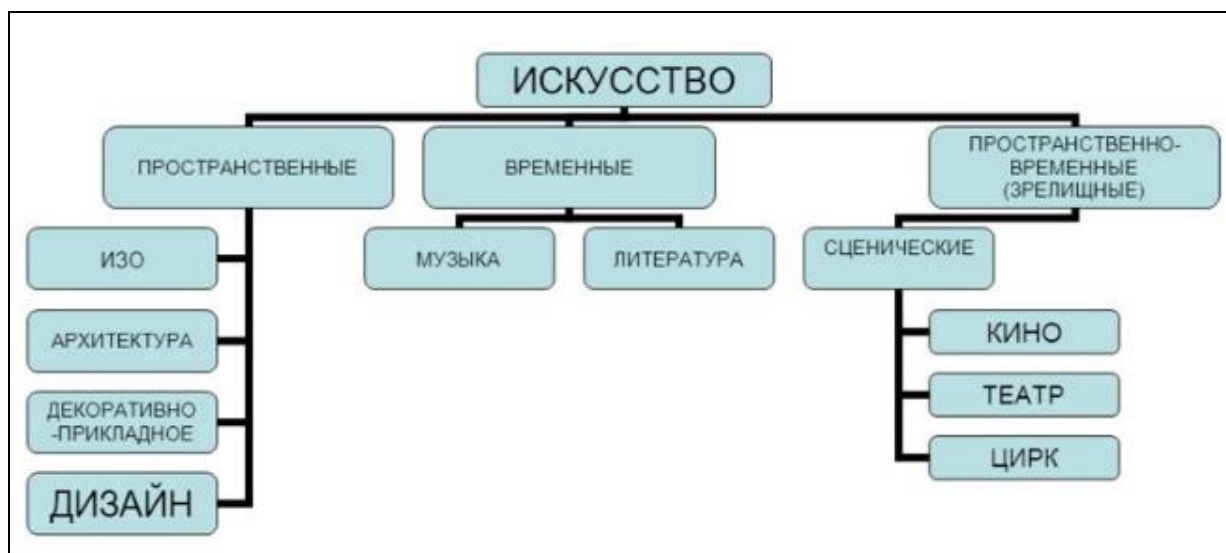 ИСКУССТВО
ПРОСТРАНСТВЕННЫЕ
ВРЕМЕННЫЕ
ПРОСТРАНСТВЕННО-
ВРЕМЕННЫЕ
(ЗРЕЛИЩНЫЕ)
ИЗО
АРХИТЕКТУРА
ДЕКОРАТИВНО
-ПРИКЛАДНОЕ
ДИЗАЙН
МУЗЫКА
ЛИТЕРАТУРА
СЦЕНИЧЕСКИЕ
КИНО
ТЕАТР
ЦИРК